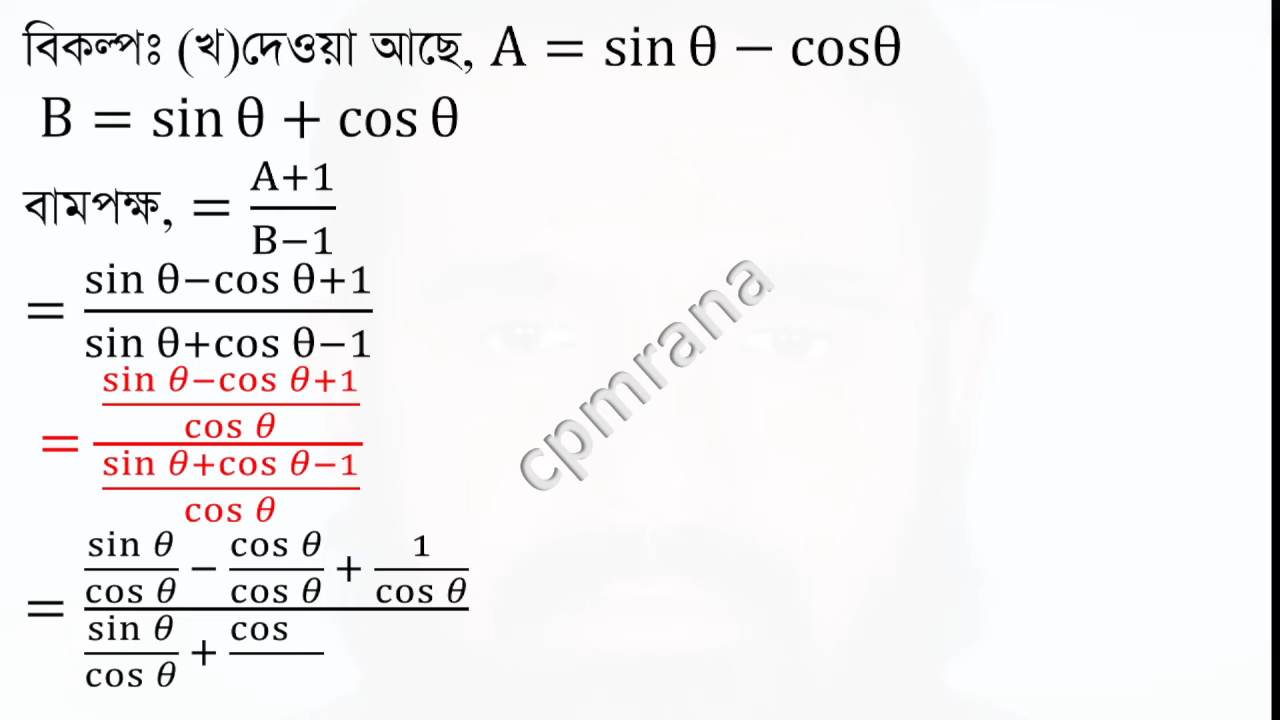 বিকল্পঃ (খ)দেওয়া আছে, A = sin θ − cosθ
B = sin θ + cos θ
বামপক্ষ, = (A+1)/(B−1)
= (sin θ−cos θ+1)/(sin θ+cos θ−1)
= ((sin θ−cos θ+1)/(cos θ))/((sin θ+cos θ−1)/(cos θ))
= (sin θ/cos θ − cos θ/cos θ + 1/cos θ)/(sin θ/cos θ + cos/)
cpmrana